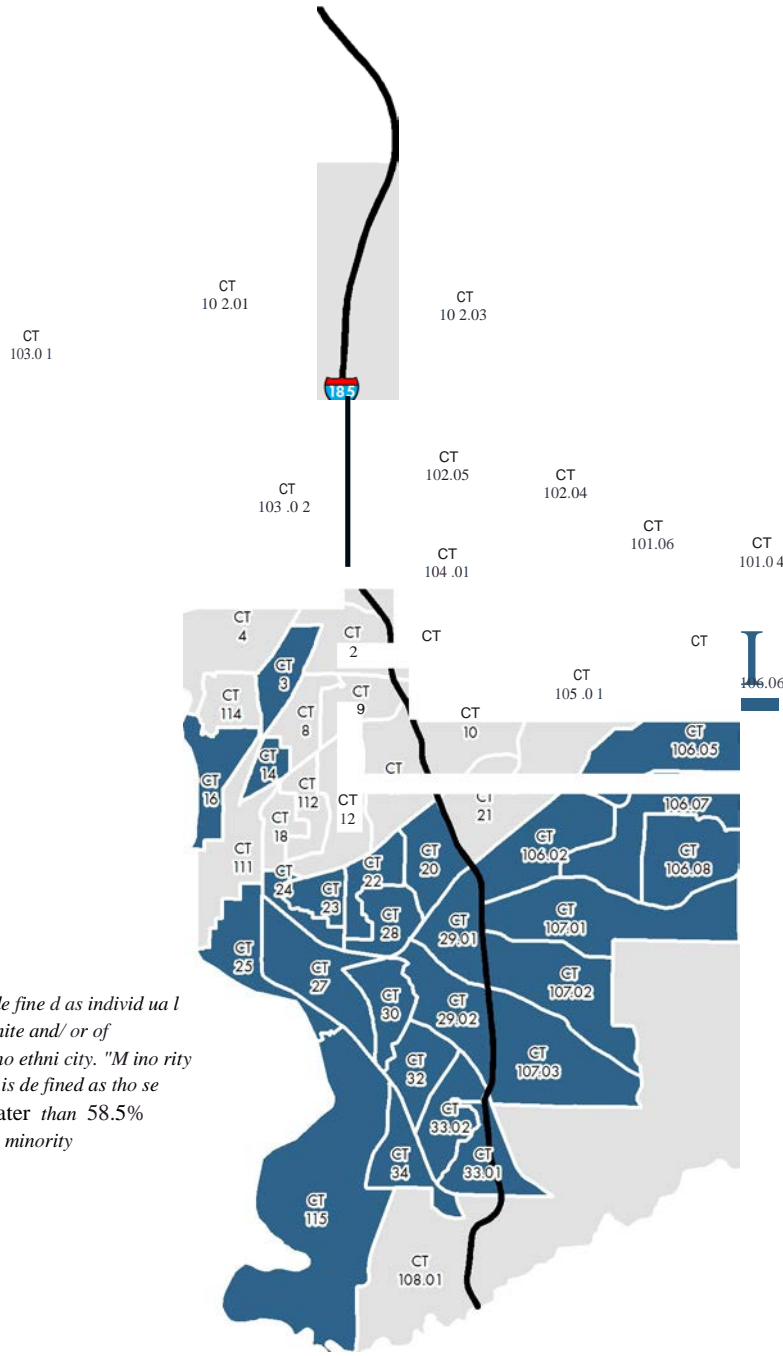 CT
10 2.01
CT
10 2.03
CT
103.0 1
185
CT
102.05
CT
102.04
CT
103 .0 2
CT
101.06
CT
101.0 4
CT
104 .01
CT
4
CT
2
CT
CT
CT
3
I
106.06
CT
105 .0 1
CT
114
CT
9
CT
8
CT
10
CT
106.05
CT
14
CT
CT
16
CT
112
CT
12
CT
21
106.07
CT
18
CT
106.02
CT
111
CT
20
CT
106.08
CT
24
CT
22
CT
23
CT
28
CT
29.01
CT
107.01
CT
25
CT
27
CT
107.02
CT
30
CT
29.02
le fine d as individ ua l
nite and/ or of
no ethni city. "M ino rity
is de fined as tho se
ater than 58.5%
minority
CT
32
CT
107.03
CT
33.02
CT
34
CT
33.01
CT
115
CT
108.01